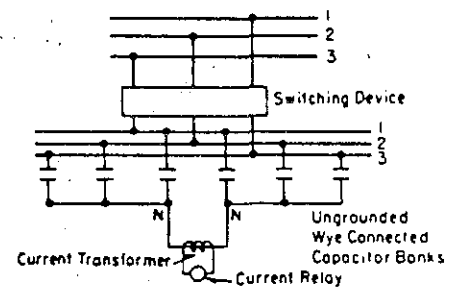 1
2
3
Switching Device
1
2
3
N
N
Ungrounded
Wye Connected
Capacitor Banks
Current Transformer
Current Relay